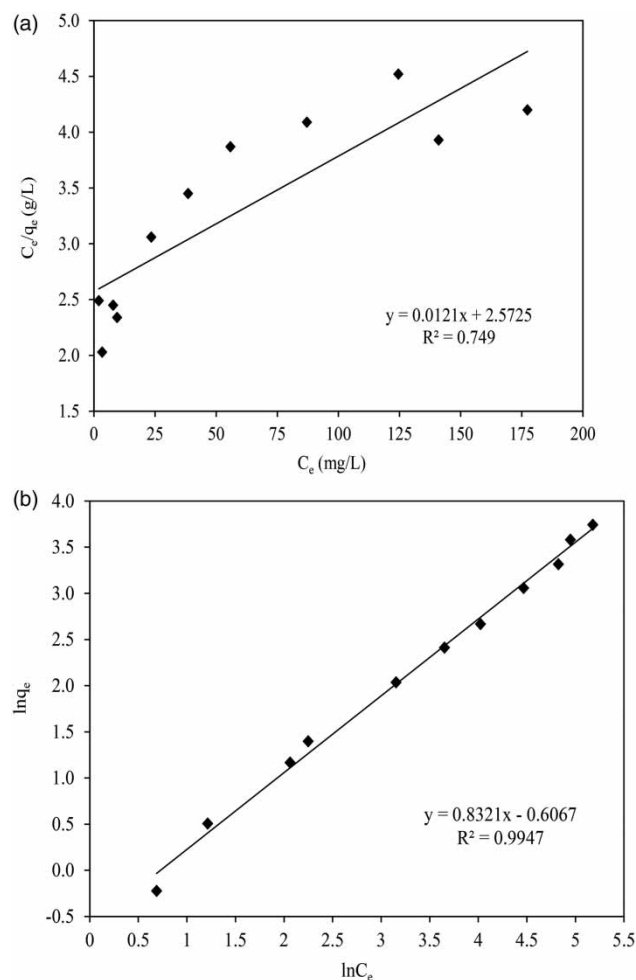 (a)
5.0
4.5
4.0
3.5
3.0
2.5
2.0
1.5
Ce/qe (g/L)
y = 0.0121x + 2.5725
R² = 0.749
0 25 50 75 100 125 150 175 200
Ce (mg/L)
(b)
4.0
3.5
3.0
2.5
2.0
1.5
1.0
0.5
0.0
-0.5
lnqe
y = 0.8321x - 0.6067
R² = 0.9947
0 0.5 1 1.5 2 2.5 3 3.5 4 4.5 5 5.5
lnCe